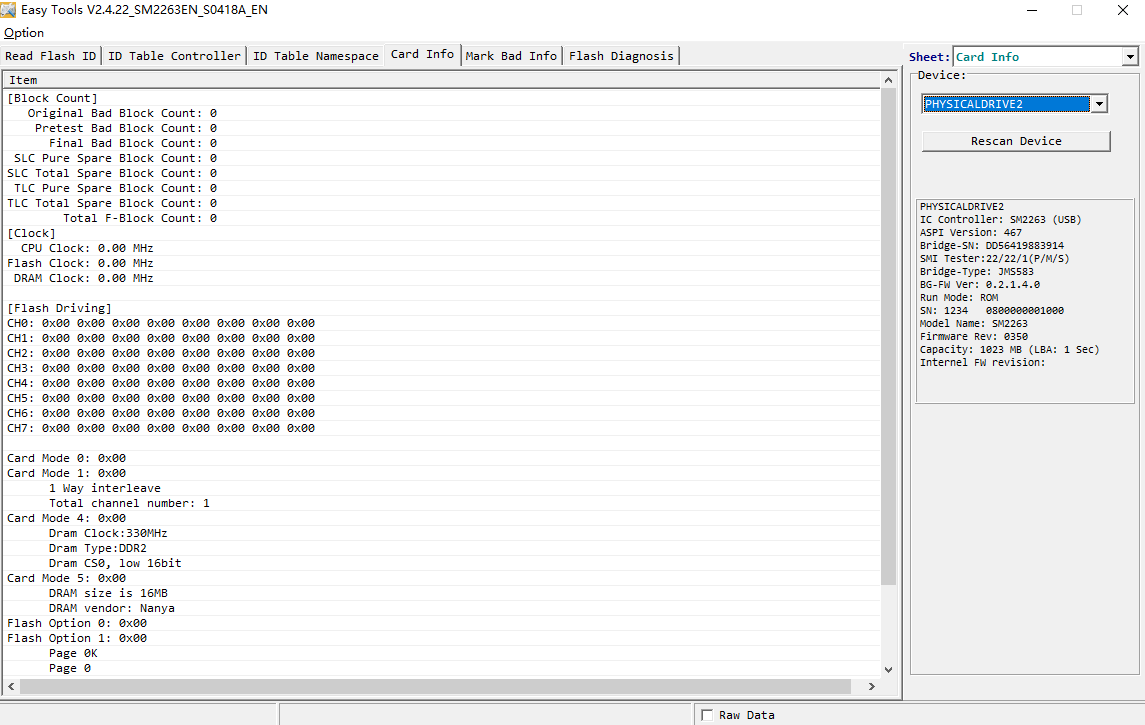 Easy Tools V2.4.22_SM2263EN_S0418A_EN
Option
Read Flash ID
ID Table Controller
ID Table Namespace
Card Info
Mark Bad Info
Flash Diagnosis
Item
[Block Count]
Original Bad Block Count: 0
Pretest Bad Block Count: 0
Final Bad Block Count: 0
SLC Pure Spare Block Count: 0
SLC Total Spare Block Count: 0
TLC Pure Spare Block Count: 0
TLC Total Spare Block Count: 0
Total F-Block Count: 0
[Clock]
CPU Clock: 0.00 MHz
Flash Clock: 0.00 MHz
DRAM Clock: 0.00 MHz
[Flash Driving]
CH0: 0x00 0x00 0x00 0x00 0x00 0x00 0x00 0x00
CH1: 0x00 0x00 0x00 0x00 0x00 0x00 0x00 0x00
CH2: 0x00 0x00 0x00 0x00 0x00 0x00 0x00 0x00
CH3: 0x00 0x00 0x00 0x00 0x00 0x00 0x00 0x00
CH4: 0x00 0x00 0x00 0x00 0x00 0x00 0x00 0x00
CH5: 0x00 0x00 0x00 0x00 0x00 0x00 0x00 0x00
CH6: 0x00 0x00 0x00 0x00 0x00 0x00 0x00 0x00
CH7: 0x00 0x00 0x00 0x00 0x00 0x00 0x00 0x00
Card Mode 0: 0x00
Card Mode 1: 0x00
1 Way interleave
Total channel number: 1
Card Mode 4: 0x00
Dram Clock:330MHz
Dram Type:DDR2
Dram CS0, low 16bit
Card Mode 5: 0x00
DRAM size is 16MB
DRAM vendor: Nanya
Flash Option 0: 0x00
Flash Option 1: 0x00
Page 0K
Page 0
Sheet: Card Info
Device:
PHYSICALDRIVE2
Rescan Device
PHYSICALDRIVE2
IC Controller: SM2263 (USB)
ASPI Version: 467
Bridge-SN: DD56419883914
SMI Tester:22/22/1(P/M/S)
Bridge-Type: JMS583
BG-FW Ver: 0.2.1.4.0
Run Mode: ROM
SN: 1234   0800000001000
Model Name: SM2263
Firmware Rev: 0350
Capacity: 1023 MB (LBA: 1 Sec)
Internal FW revision:
Raw Data